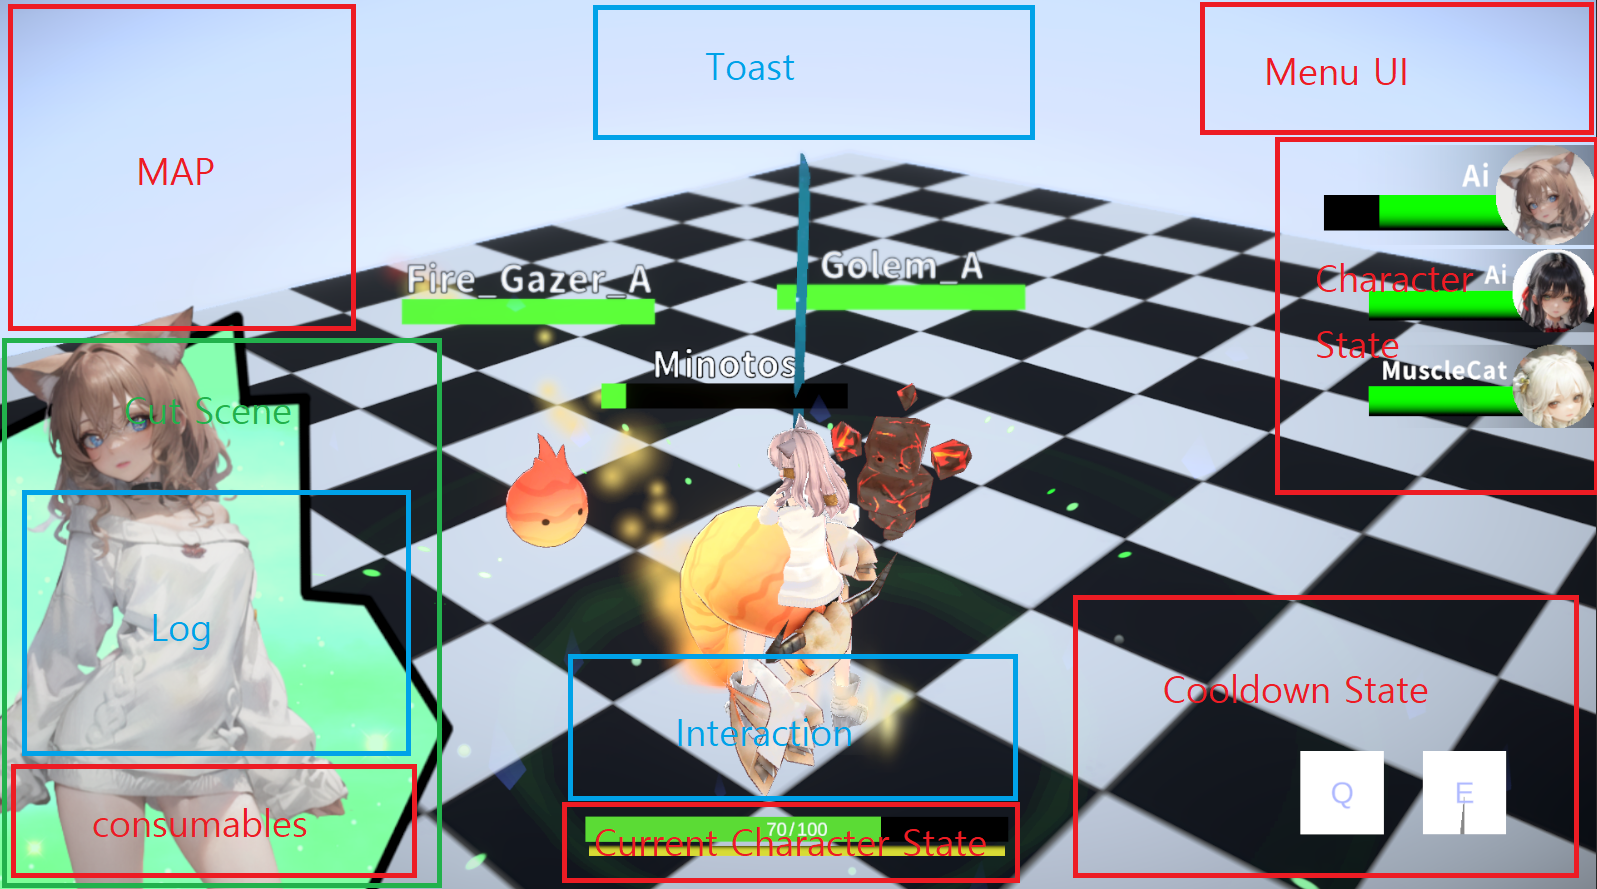 Toast
Menu UI
MAP
Ai
Fire_Gazer_A
Golem_A
Character
Ai
State
Minotos
MuscleCat
Cut Scene
Log
Cooldown State
Interaction
Q
E
consumables
70/100
Current Character State